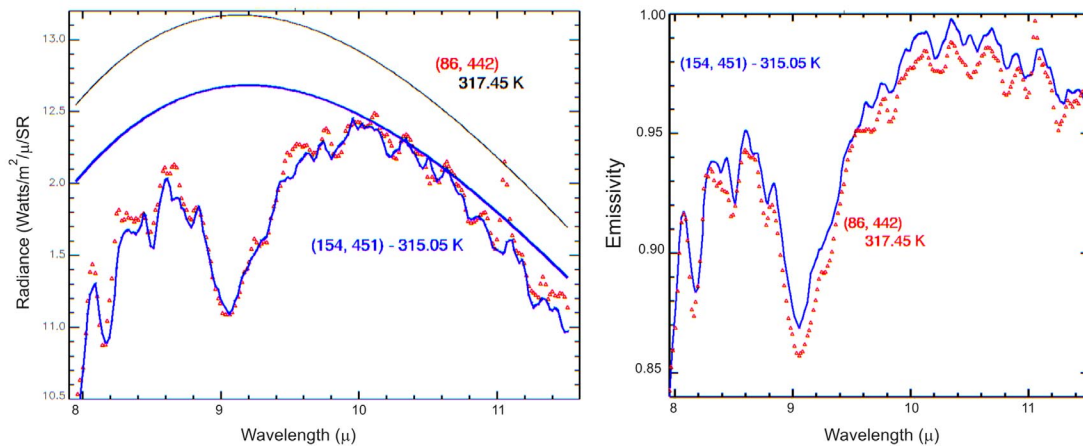 Radiance (Watts/m²/μ/SR)
13.0
12.5
2.0
1.5
11.0
10.5
(86, 442)
317.45 K
(154, 451) - 315.05 K
8
9
10
11
Wavelength (μ)
Emissivity
1.00
0.95
0.90
0.85
(154, 451) - 315.05 K
(86, 442)
317.45 K
8
9
10
11
Wavelength (μ)